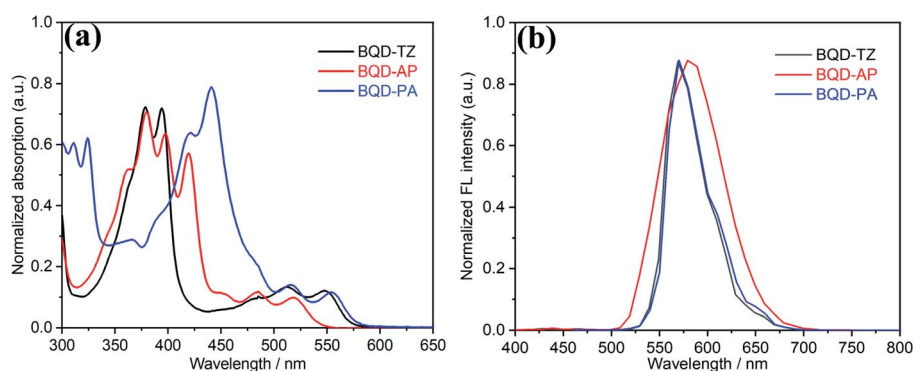 (a)
BQD-TZ
BQD-AP
BQD-PA
Normalized absorption (a.u.)
1.0
0.8
0.6
0.4
0.2
0.0
300 350 400 450 500 550 600 650
Wavelength / nm
(b)
BQD-TZ
BQD-AP
BQD-PA
Normalized FL intensity (a.u.)
1.0
0.8
0.6
0.4
0.2
0.0
400 450 500 550 600 650 700 750 800
Wavelength / nm